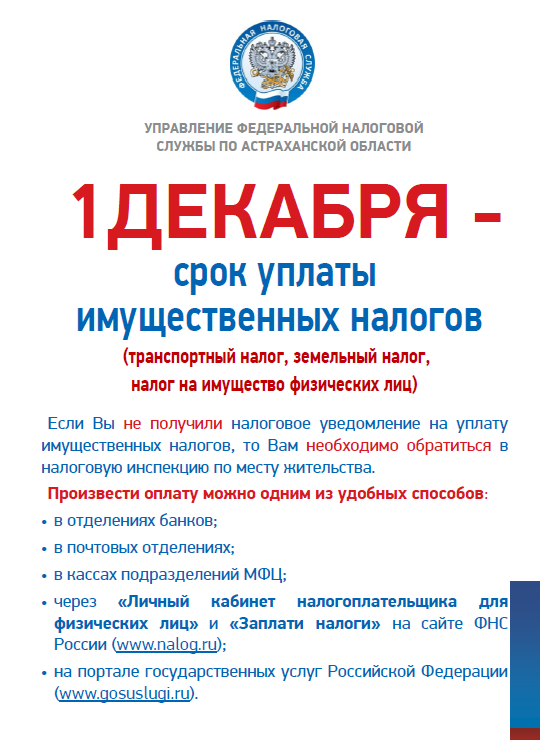 ФЕДЕРАЛЬНАЯ НАЛОГОВАЯ СЛУЖБА
УПРАВЛЕНИЕ ФЕДЕРАЛЬНОЙ НАЛОГОВОЙ
СЛУЖБЫ ПО АСТРАХАНСКОЙ ОБЛАСТИ
1 ДЕКАБРЯ -
срок уплаты
имущественных налогов
(транспортный налог, земельный налог,
налог на имущество физических лиц)
Если Вы не получили налоговое уведомление на уплату
имущественных налогов, то Вам необходимо обратиться в
налоговую инспекцию по месту жительства.
Произвести оплату можно одним из удобных способов:
• в отделениях банков;
• в почтовых отделениях;
• в кассах подразделений МФЦ;
• через «Личный кабинет налогоплательщика для
физических лиц» и «Заплати налоги» на сайте ФНС
России (www.nalog.ru);
• на портале государственных услуг Российской Федерации
(www.gosuslugi.ru).